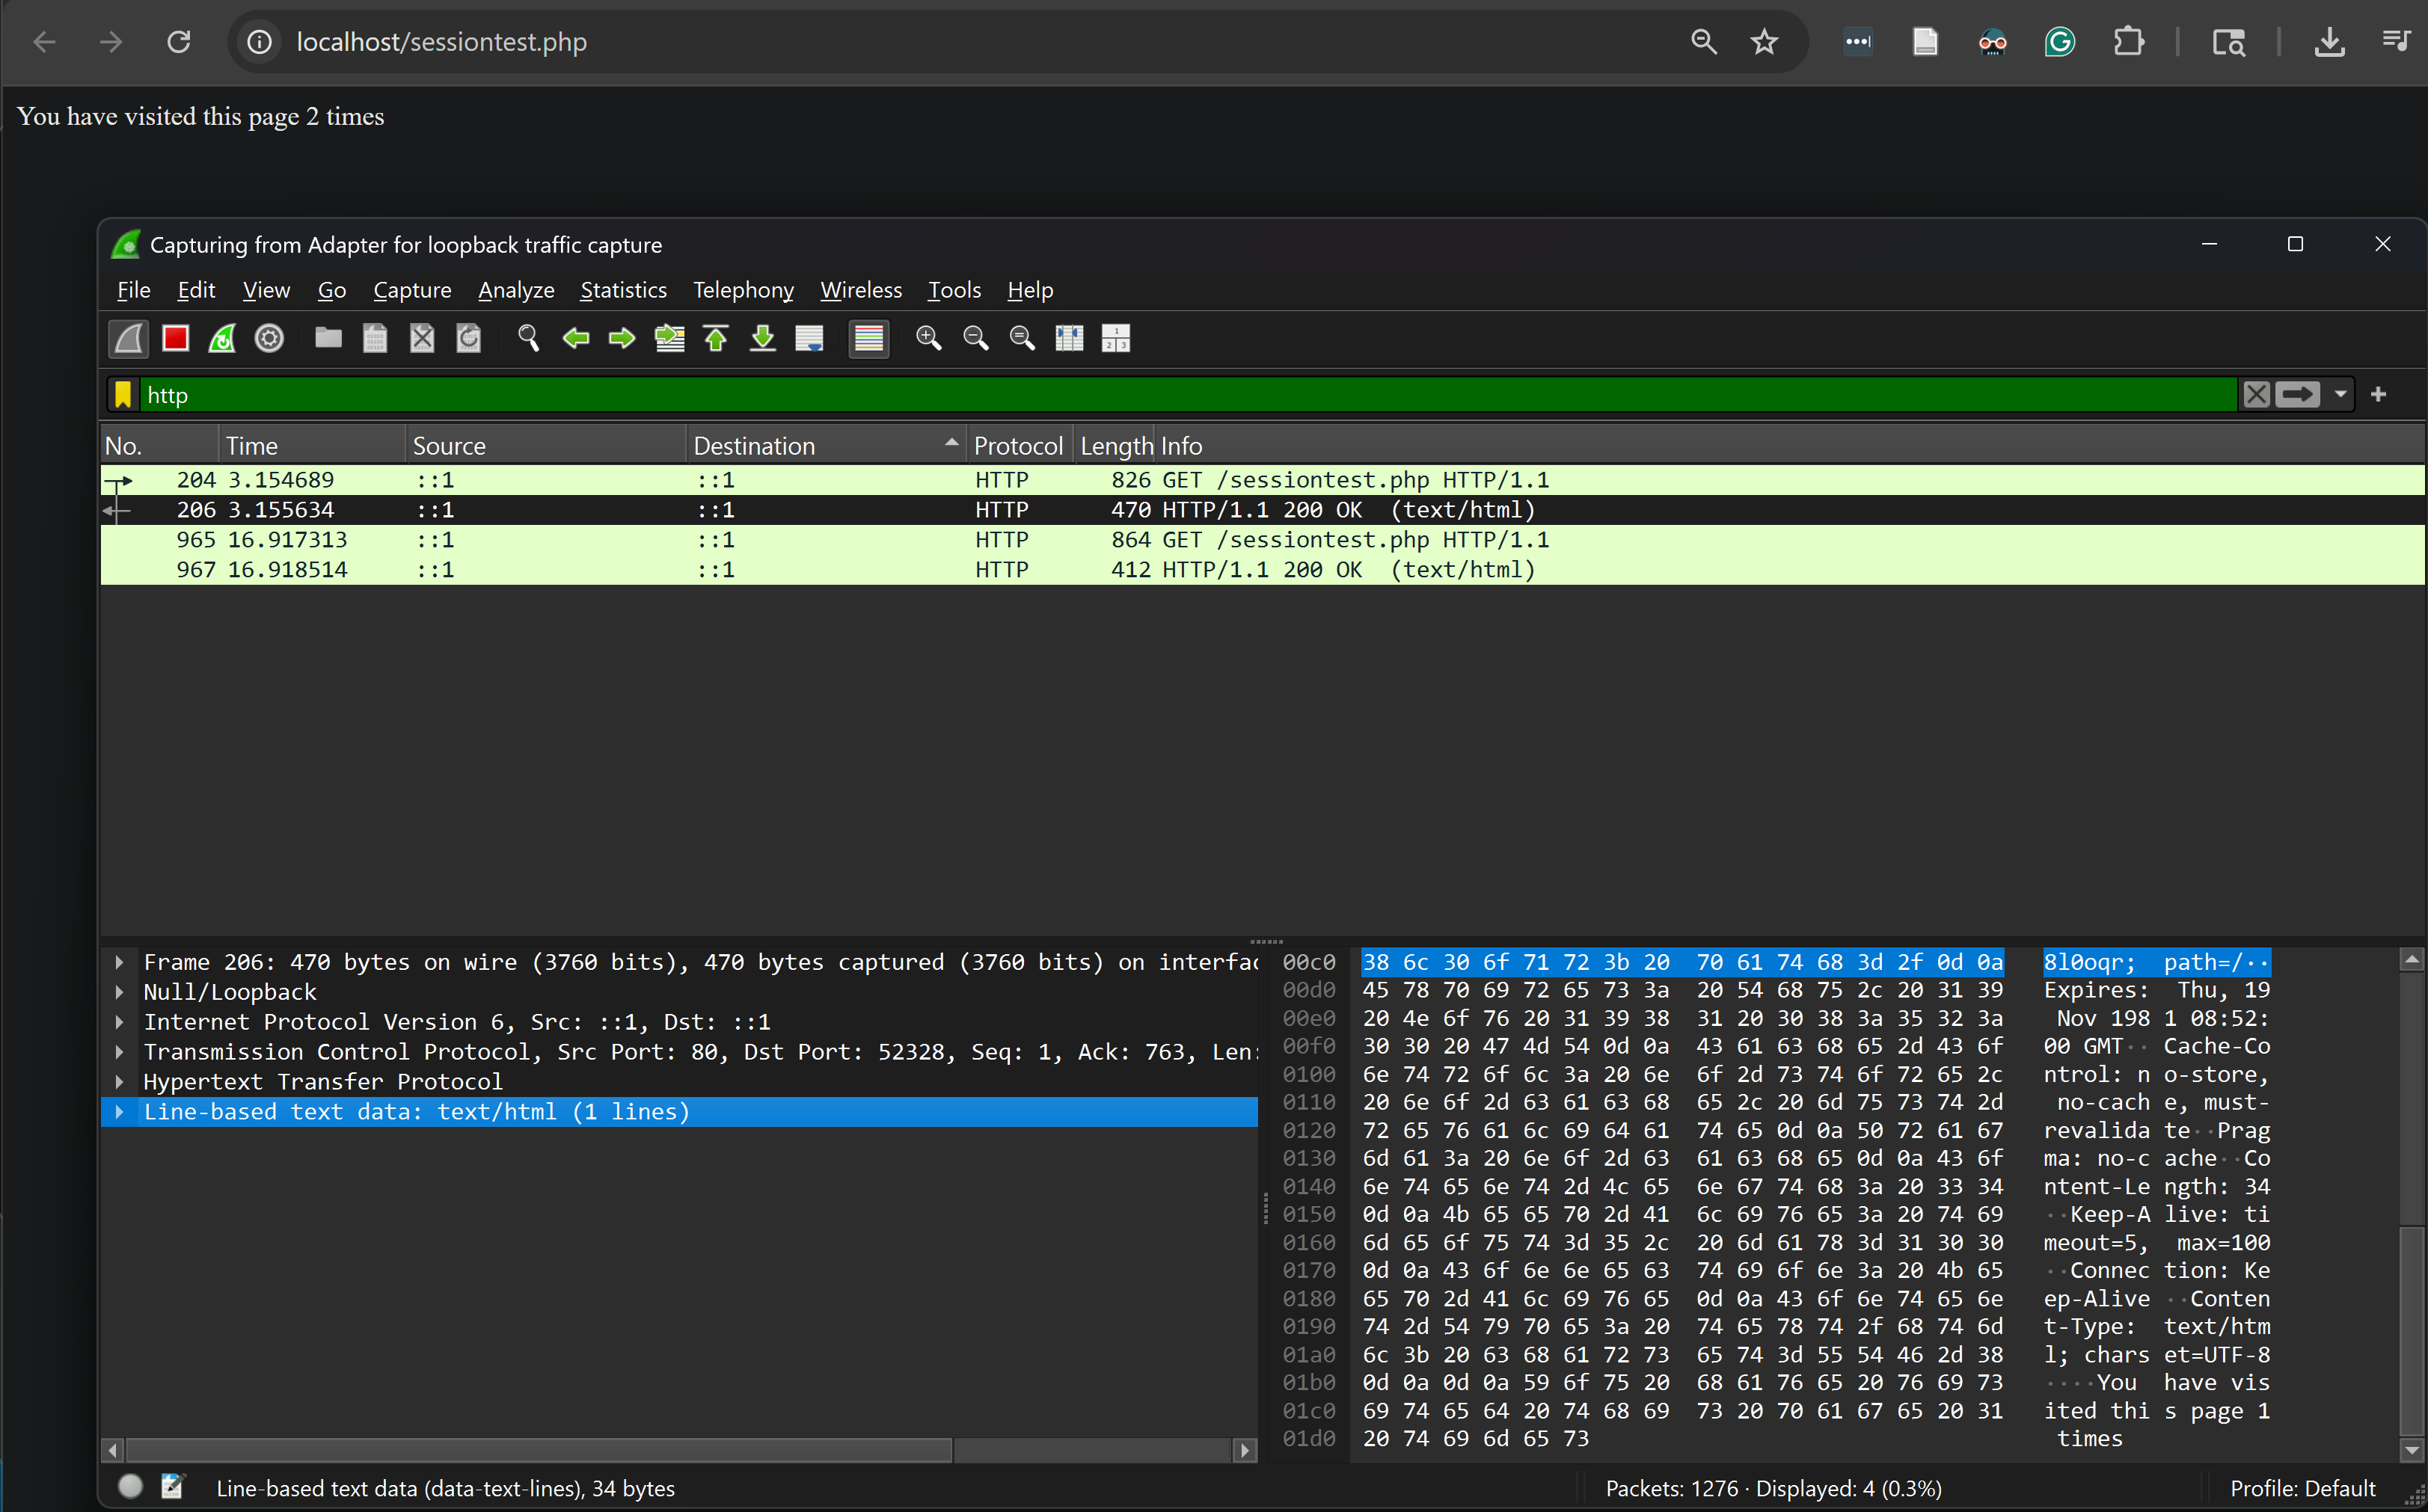 localhost/sessiontest.php
You have visited this page 2 times
Capturing from Adapter for loopback traffic capture
File Edit View Go Capture Analyze Statistics Telephony Wireless Tools Help
http
No. Time Source Destination Protocol Length Info
204 3.154689 ::1 ::1 HTTP 826 GET /sessiontest.php HTTP/1.1
206 3.155634 ::1 ::1 HTTP 470 HTTP/1.1 200 OK (text/html)
965 16.917313 ::1 ::1 HTTP 864 GET /sessiontest.php HTTP/1.1
967 16.918514 ::1 ::1 HTTP 412 HTTP/1.1 200 OK (text/html)
Frame 206: 470 bytes on wire (3760 bits), 470 bytes captured (3760 bits) on interfac
Null/Loopback
Internet Protocol Version 6, Src: ::1, Dst: ::1
Transmission Control Protocol, Src Port: 80, Dst Port: 52328, Seq: 1, Ack: 763, Len:
Hypertext Transfer Protocol
Line-based text data: text/html (1 lines)
00c0 38 6c 30 6f 71 72 3b 20 70 61 74 68 3d 2f 0d 0a 8l0oqr; path=/··
00d0 45 78 70 69 72 65 73 3a 20 54 68 75 2c 20 31 39 Expires: Thu, 19
00e0 20 4e 6f 76 20 31 39 38 31 20 30 38 3a 35 32 3a Nov 198 1 08:52:
00f0 30 30 20 47 4d 54 0d 0a 43 61 63 68 65 2d 43 6f 00 GMT·· Cache-Co
0100 6e 74 72 6f 6c 3a 20 6e 6f 2d 73 74 6f 72 65 2c ntrol: n o-store,
0110 20 6e 6f 2d 63 61 63 68 65 2c 20 6d 75 73 74 2d no-cach e, must-
0120 72 65 76 61 6c 69 64 61 74 65 0d 0a 50 72 61 67 revalida te··Prag
0130 6d 61 3a 20 6e 6f 2d 63 61 63 68 65 0d 0a 43 6f ma: no-c ache··Co
0140 6e 74 65 6e 74 2d 4c 65 6e 67 74 68 3a 20 33 34 ntent-Le ngth: 34
0150 0d 0a 4b 65 65 70 2d 41 6c 69 76 65 3a 20 74 69 ··Keep-A live: ti
0160 6d 65 6f 75 74 3d 35 2c 20 6d 61 78 3d 31 30 30 meout=5, max=100
0170 0d 0a 43 6f 6e 6e 65 63 74 69 6f 6e 3a 20 4b 65 ··Connec tion: Ke
0180 65 70 2d 41 6c 69 76 65 0d 0a 43 6f 6e 74 65 6e ep-Alive ··Conten
0190 74 2d 54 79 70 65 3a 20 74 65 78 74 2f 68 74 6d t-Type: text/htm
01a0 6c 3b 20 63 68 61 72 73 65 74 3d 55 54 46 2d 38 l; chars et=UTF-8
01b0 0d 0a 0d 0a 59 6f 75 20 68 61 76 65 20 76 69 73 ····You have vis
01c0 69 74 65 64 20 74 68 69 73 20 70 61 67 65 20 31 ited thi s page 1
01d0 20 74 69 6d 65 73 times
Line-based text data (data-text-lines), 34 bytes
Packets: 1276 · Displayed: 4 (0.3%)
Profile: Default